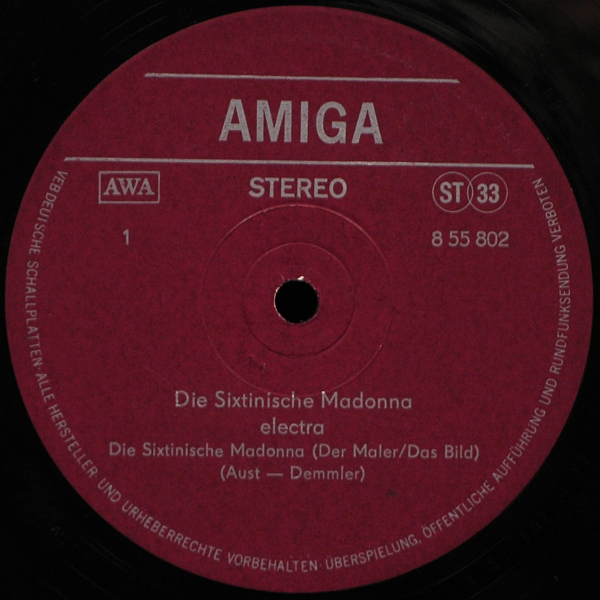 AMIGA
AWA STEREO ST 33
1 8 55 802
Die Sixtinische Madonna
electra
Die Sixtinische Madonna (Der Maler/Das Bild)
(Aust — Demmler)
VEB DEUTSCHE SCHALLPLATTEN · ALLE HERSTELLER- UND URHEBERRECHTE VORBEHALTEN · ÜBERSPIELUNG, ÖFFENTLICHE AUFFÜHRUNG UND RUNDFUNKSENDUNG VERBOTEN